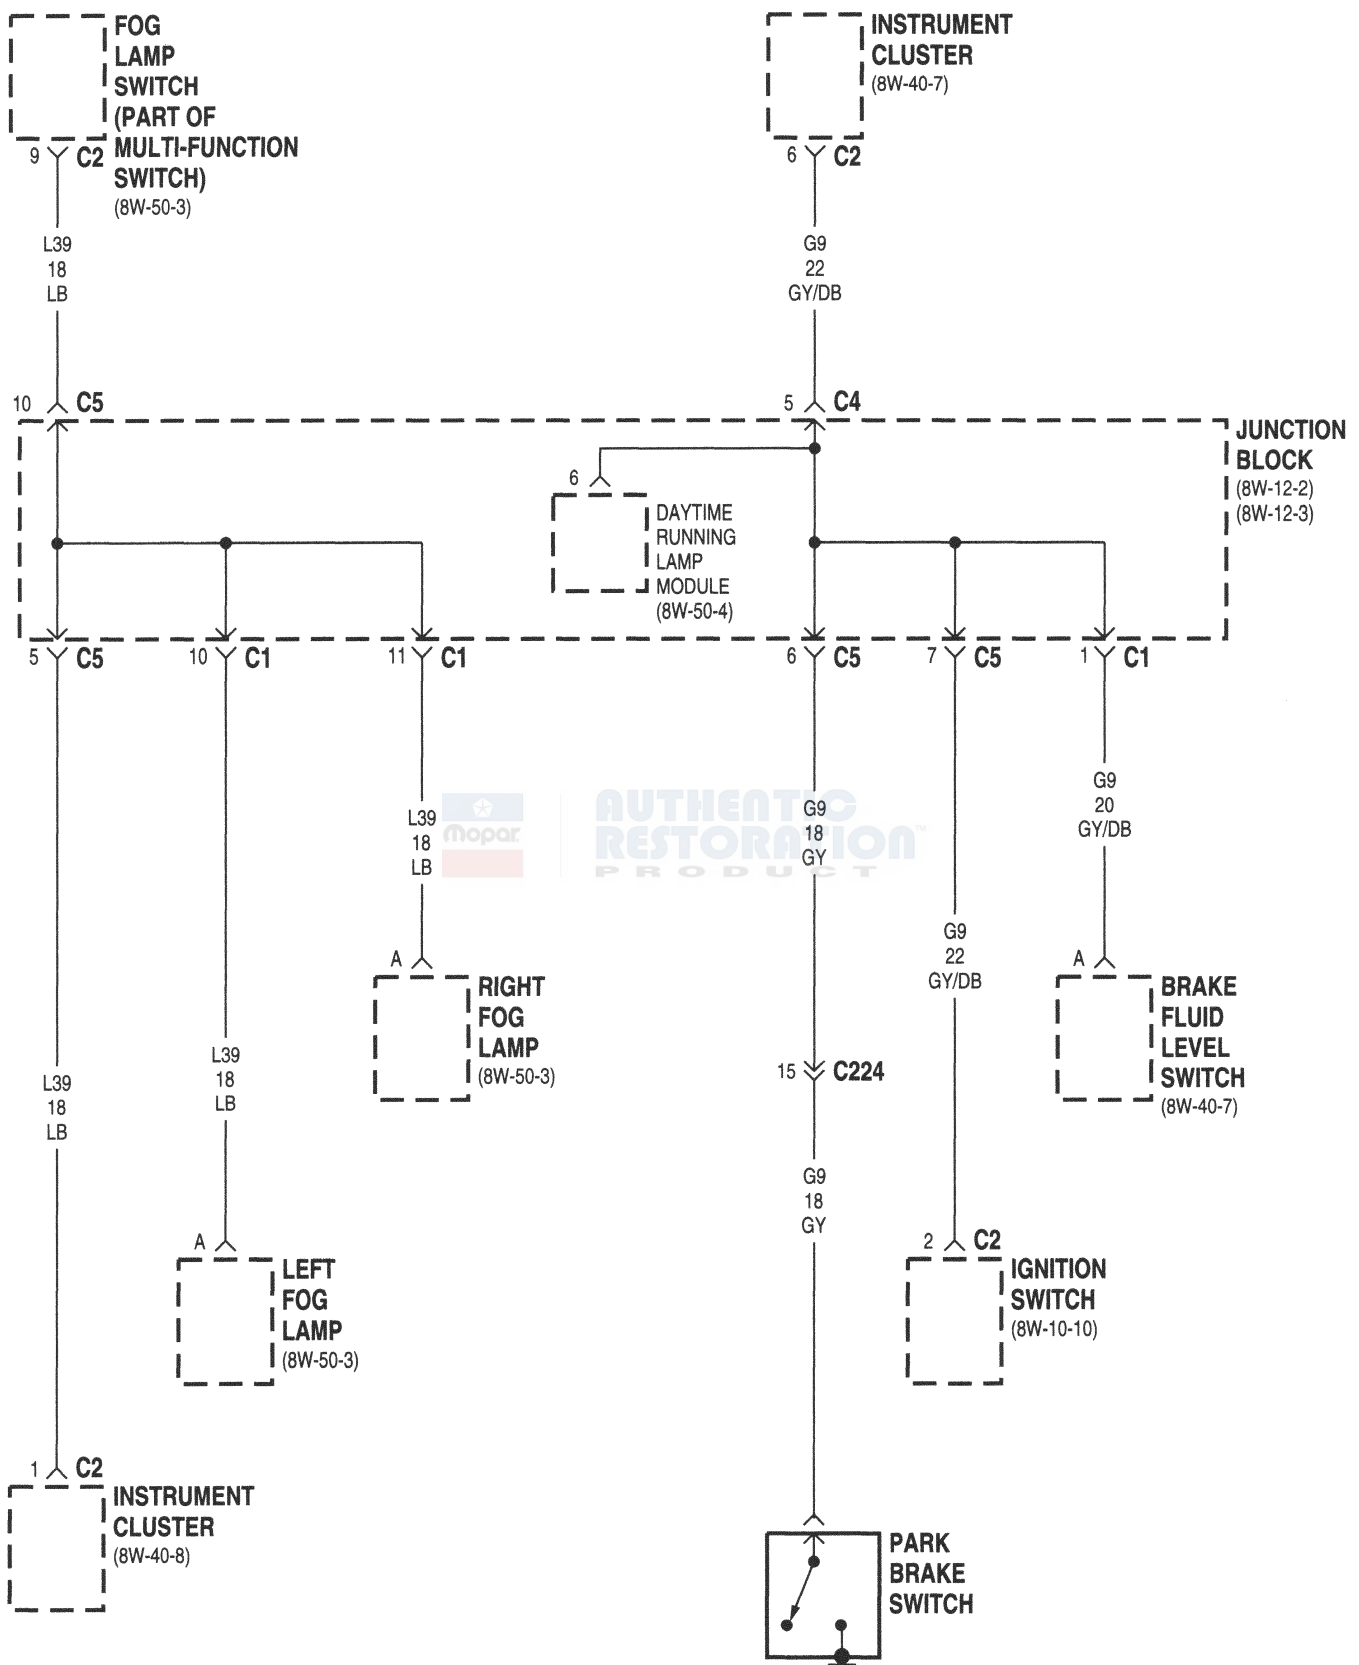 FOG
LAMP
SWITCH
(PART OF
MULTI-FUNCTION
SWITCH)
(8W-50-3)
9 C2
L39
18
LB
10 C5
INSTRUMENT
CLUSTER
(8W-40-7)
6 C2
G9
22
GY/DB
5 C4
JUNCTION
BLOCK
(8W-12-2)
(8W-12-3)
6
DAYTIME
RUNNING
LAMP
MODULE
(8W-50-4)
5 C5
10 C1
11 C1
6 C5
7 C5
1 C1
Mopar
AUTHENTIC
RESTORATION™
PRODUCT
L39
18
LB
A
RIGHT
FOG
LAMP
(8W-50-3)
L39
18
LB
A
LEFT
FOG
LAMP
(8W-50-3)
L39
18
LB
1 C2
INSTRUMENT
CLUSTER
(8W-40-8)
G9
18
GY
15 C224
G9
18
GY
PARK
BRAKE
SWITCH
G9
22
GY/DB
2 C2
IGNITION
SWITCH
(8W-10-10)
G9
20
GY/DB
A
BRAKE
FLUID
LEVEL
SWITCH
(8W-40-7)